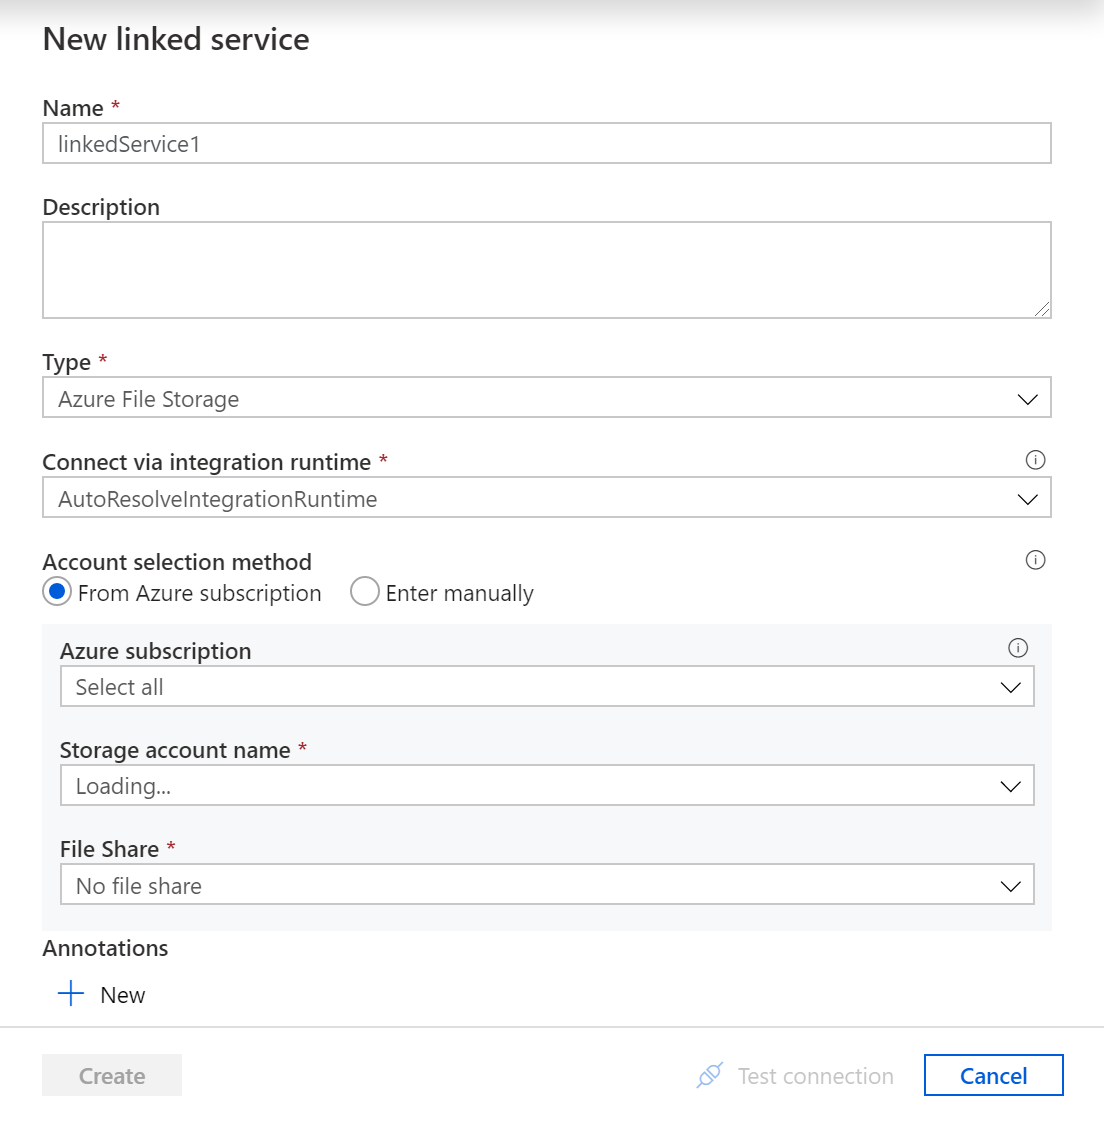 New linked service
Name *
linkedService1
Description
Type *
Azure File Storage
Connect via integration runtime *
AutoResolveIntegrationRuntime
Account selection method
From Azure subscription Enter manually
Azure subscription
Select all
Storage account name *
Loading...
File Share *
No file share
Annotations
New
Create Test connection Cancel